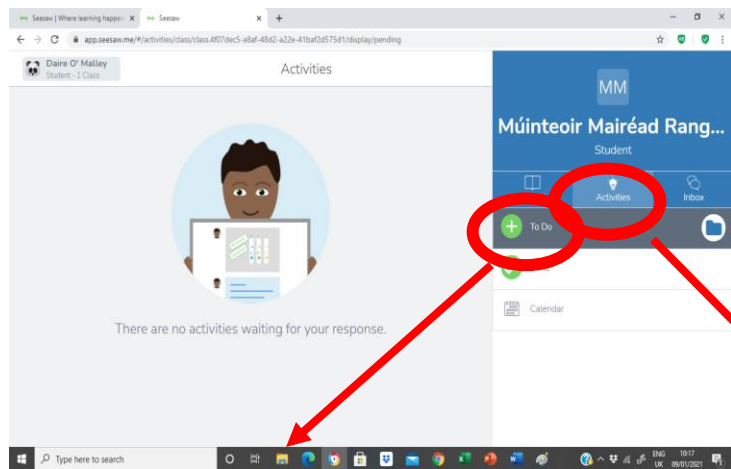 Seesaw | Where learning happen
Seesaw
app.seesaw.me/#/activities/class/class.4f07dec5-a8af-48d2-a22e-41baf2d575d1/display/pending
Daire O' Malley
Student - 1 Class
Activities
MM
Múinteoir Mairéad Rang...
Student
Activities
Inbox
To Do
Calendar
There are no activities waiting for your response.
Type here to search
ENG
UK
10:17
09/01/2021